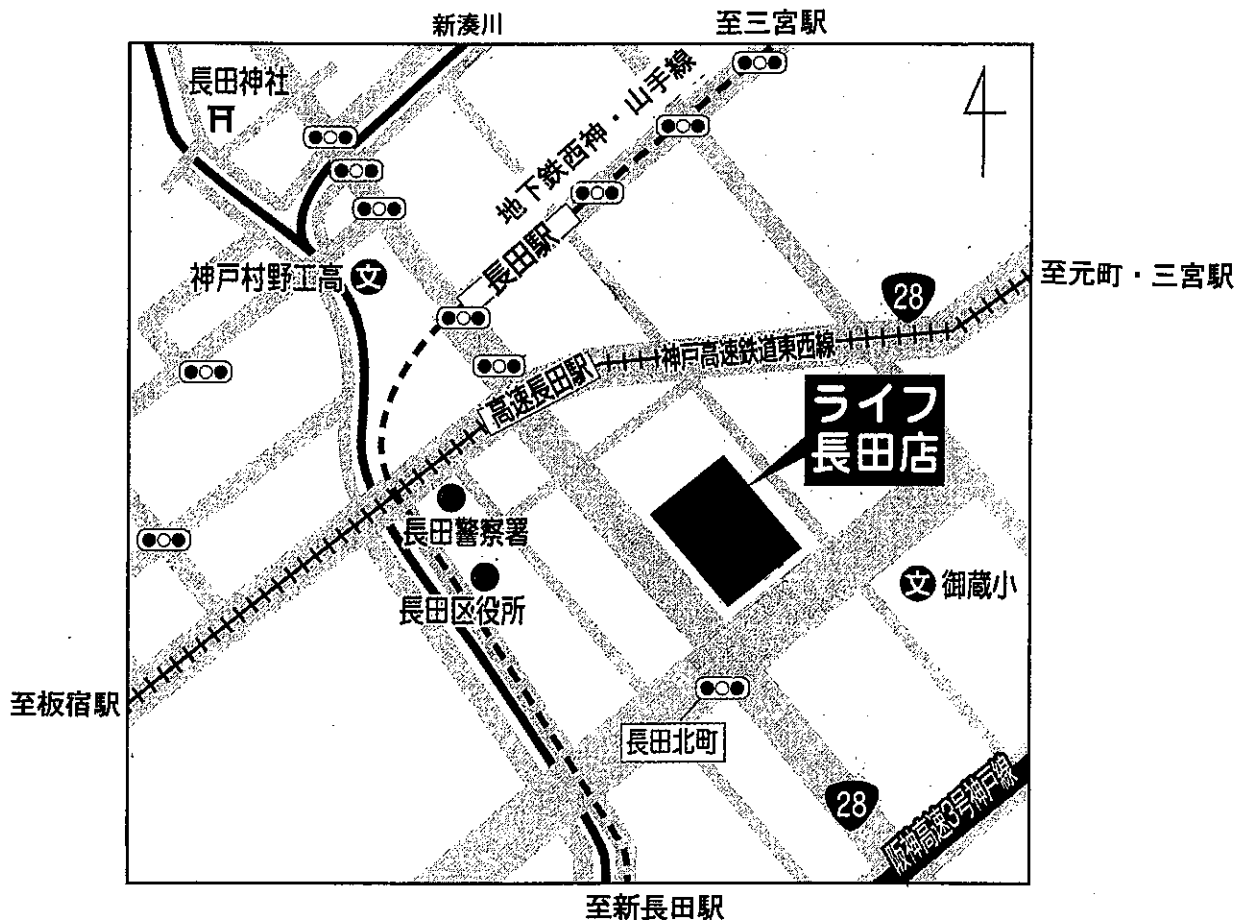 新湊川
至三宮駅
長田神社
地下鉄西神・山手線
長田駅
神戸村野工高
文
至元町・三宮駅
28
神戸高速鉄道東西線
高速長田駅
ライフ
長田店
長田警察署
文
御蔵小
長田区役所
至板宿駅
長田北町
28
阪神高速3号神戸線
至新長田駅